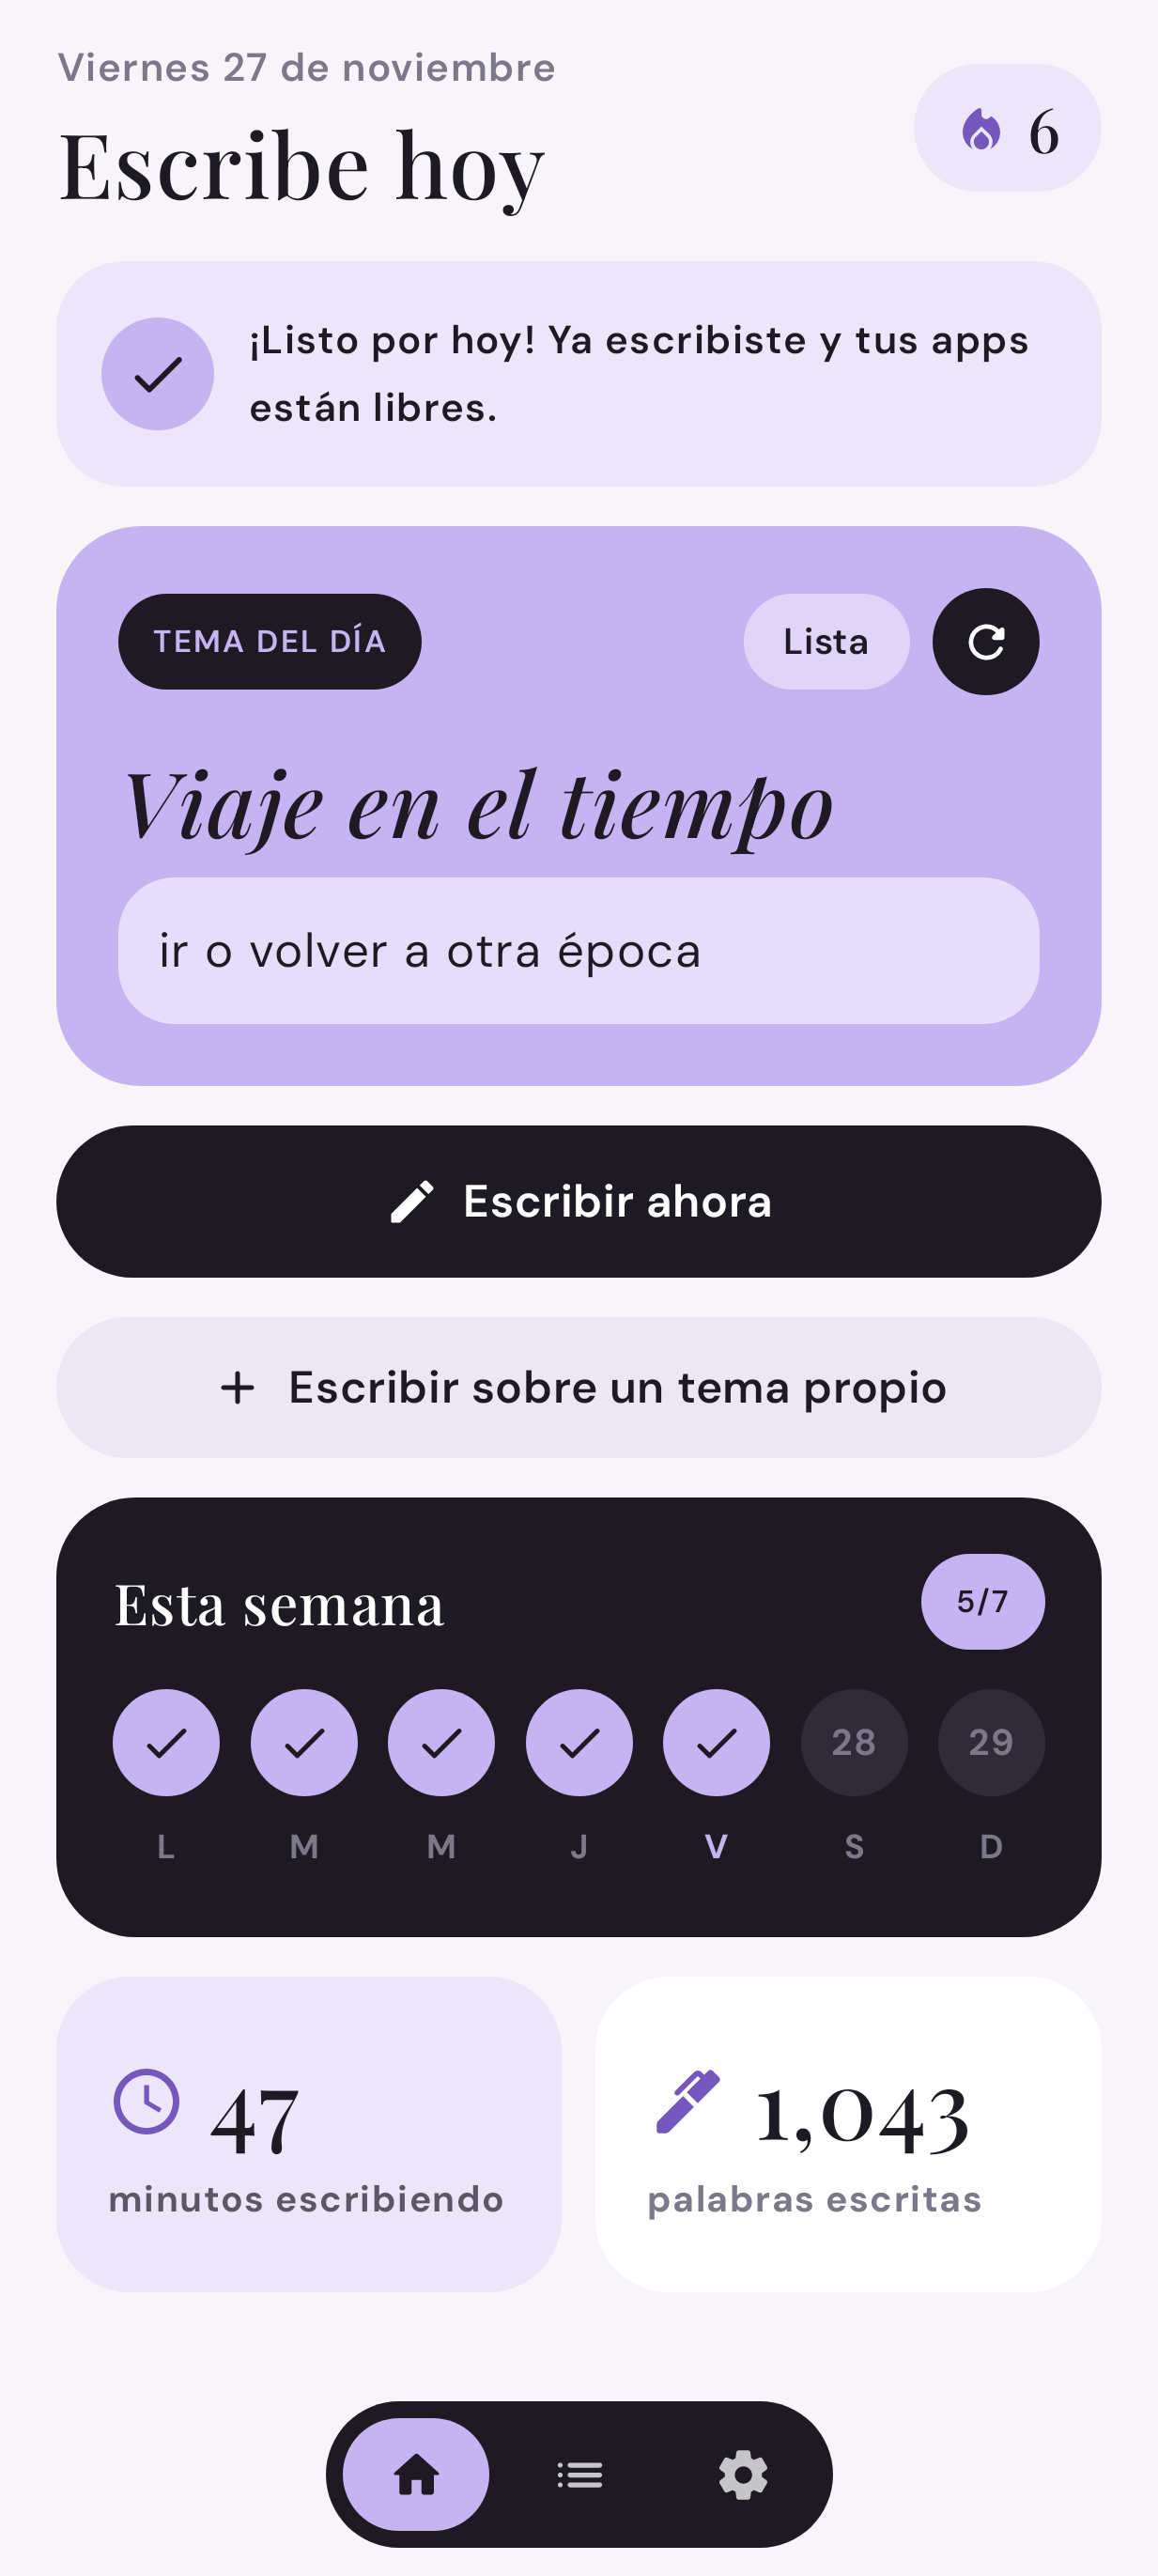 Viernes 27 de noviembre
Escribe hoy
6
¡Listo por hoy! Ya escribiste y tus apps
están libres.
TEMA DEL DÍA
Lista
Viaje en el tiempo
ir o volver a otra época
Escribir ahora
Escribir sobre un tema propio
Esta semana
5/7
28 29
L M M J V S D
47
minutos escribiendo
1,043
palabras escritas